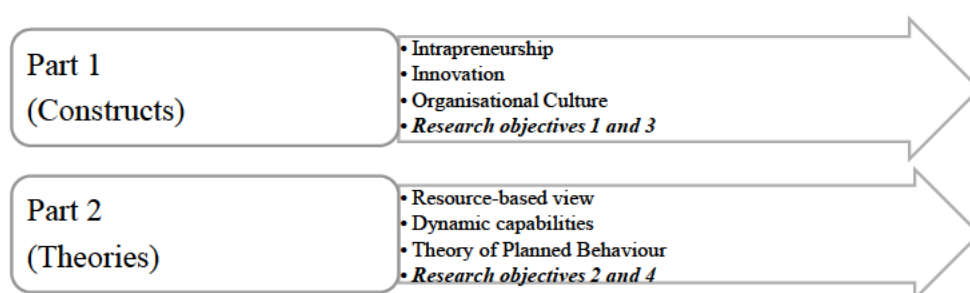 Part 1
(Constructs)
• Intrapreneurship
• Innovation
• Organisational Culture
• Research objectives 1 and 3
Part 2
(Theories)
• Resource-based view
• Dynamic capabilities
• Theory of Planned Behaviour
• Research objectives 2 and 4